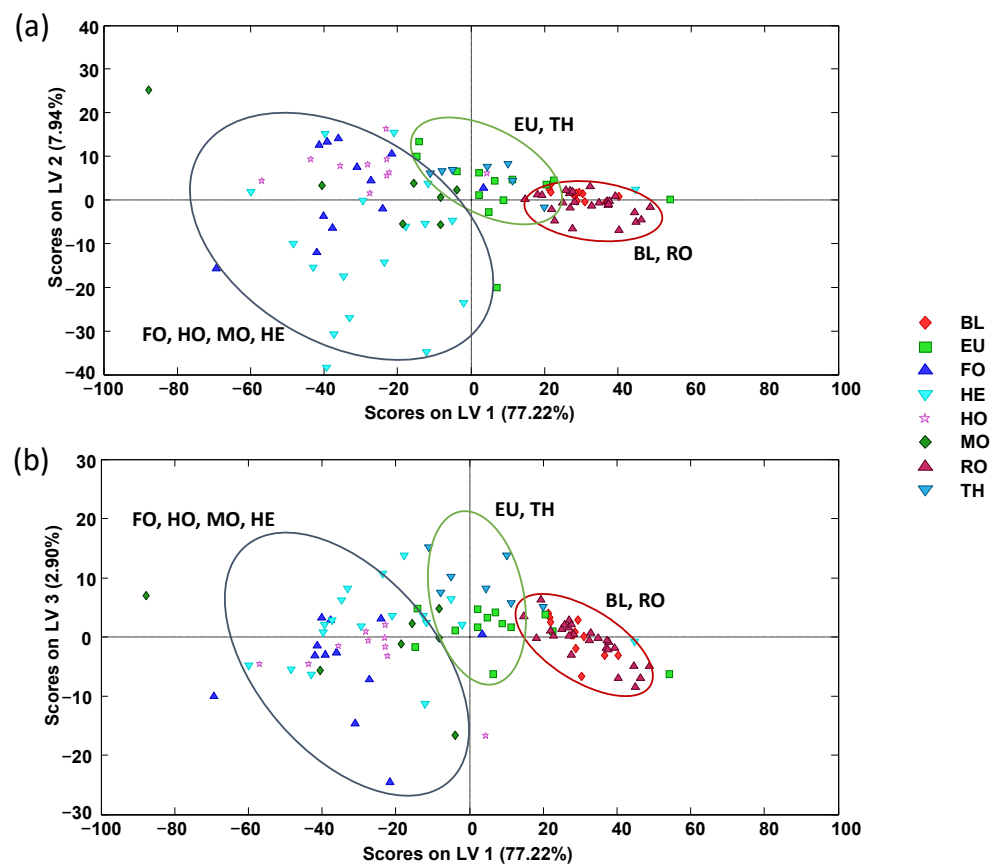 (a)
40
30
20
10
0
−10
−20
−30
−40
Scores on LV 2 (7.94%)
EU, TH
BL, RO
FO, HO, MO, HE
−100 −80 −60 −40 −20 0 20 40 60 80 100
Scores on LV 1 (77.22%)
BL
EU
FO
HE
HO
MO
RO
TH
(b)
30
20
10
0
−10
−20
−30
Scores on LV 3 (2.90%)
FO, HO, MO, HE
EU, TH
BL, RO
−100 −80 −60 −40 −20 0 20 40 60 80 100
Scores on LV 1 (77.22%)